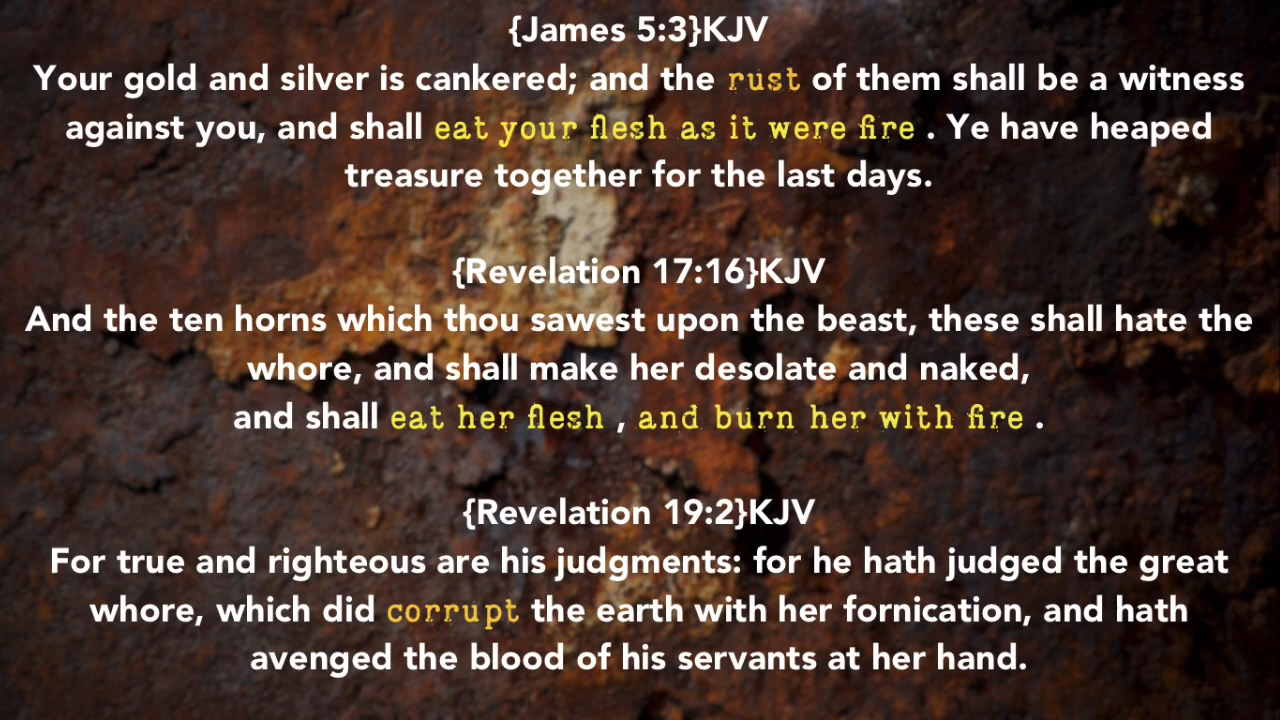 {James 5:3}KJV
Your gold and silver is cankered; and the rust of them shall be a witness
against you, and shall eat your flesh as it were fire . Ye have heaped
treasure together for the last days.
{Revelation 17:16}KJV
And the ten horns which thou sawest upon the beast, these shall hate the
whore, and shall make her desolate and naked,
and shall eat her flesh , and burn her with fire .
{Revelation 19:2}KJV
For true and righteous are his judgments: for he hath judged the great
whore, which did corrupt the earth with her fornication, and hath
avenged the blood of his servants at her hand.